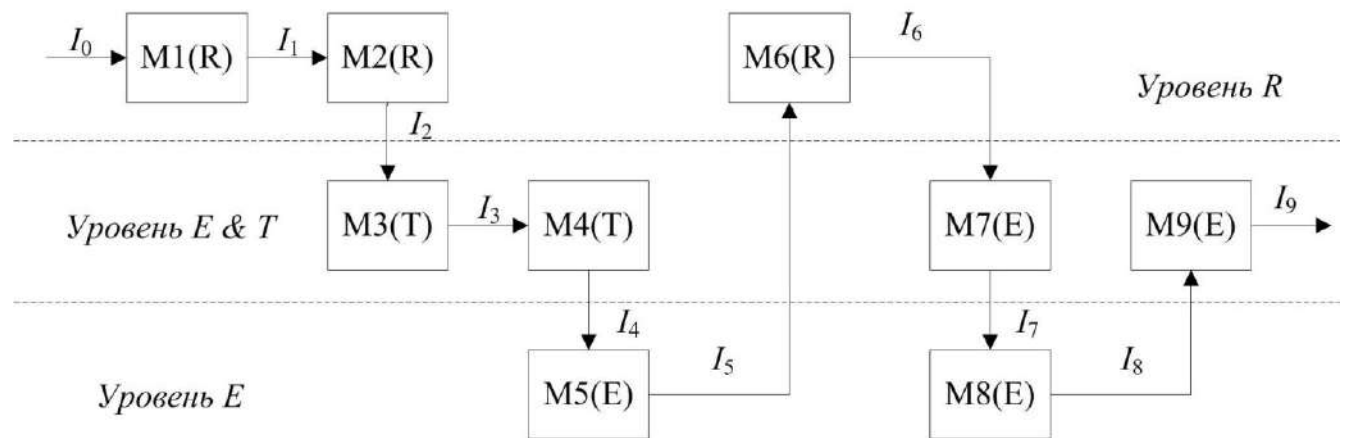 I₀ M1(R) I₁ M2(R) M6(R) I₆
Уровень R
I₂
Уровень E & T M3(T) I₃ M4(T) M7(E) M9(E) I₉
I₄ I₇
Уровень E M5(E) I₅ M8(E) I₈